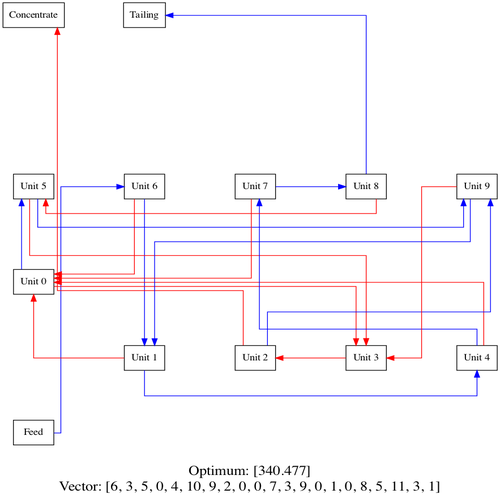 Concentrate
Tailing
Unit 5
Unit 6
Unit 7
Unit 8
Unit 9
Unit 0
Unit 1
Unit 2
Unit 3
Unit 4
Feed
Optimum: [340.477]
Vector: [6, 3, 5, 0, 4, 10, 9, 2, 0, 0, 7, 3, 9, 0, 1, 0, 8, 5, 11, 3, 1]